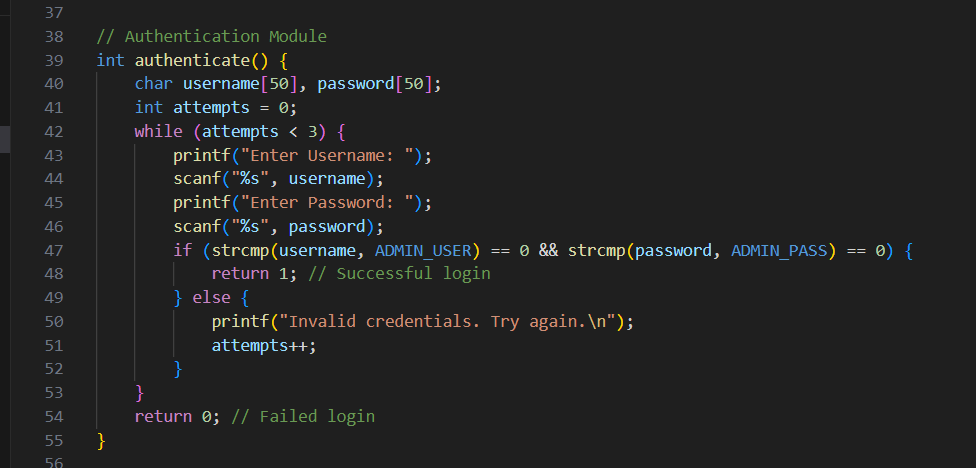 37
38 // Authentication Module
39 int authenticate() {
40     char username[50], password[50];
41     int attempts = 0;
42     while (attempts < 3) {
43         printf("Enter Username: ");
44         scanf("%s", username);
45         printf("Enter Password: ");
46         scanf("%s", password);
47         if (strcmp(username, ADMIN_USER) == 0 && strcmp(password, ADMIN_PASS) == 0) {
48             return 1; // Successful login
49         } else {
50             printf("Invalid credentials. Try again.\n");
51             attempts++;
52         }
53     }
54     return 0; // Failed login
55 }
56